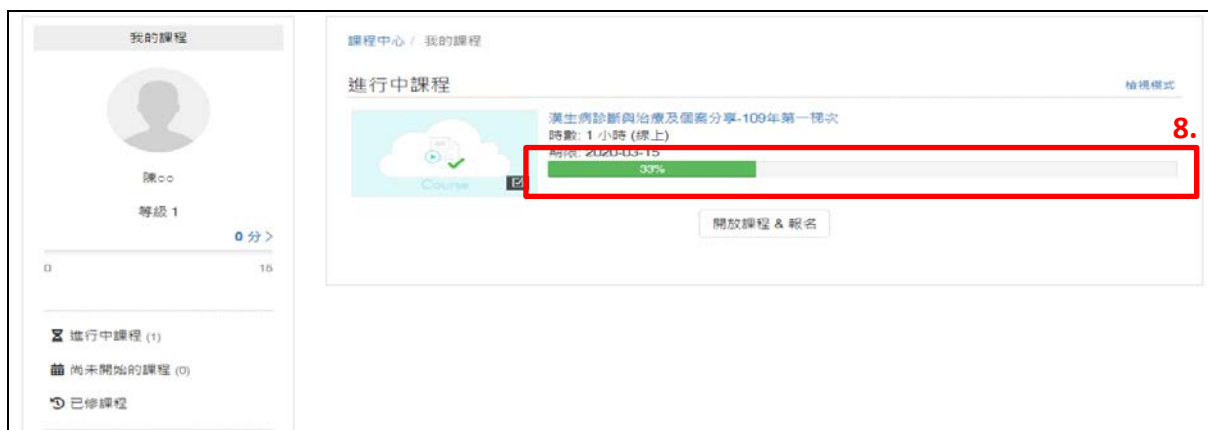 我的課程
陳○○
等級 1
0 分 >
0 15
進行中課程 (1)
尚未開始的課程 (0)
已修課程
課程中心 / 我的課程
進行中課程
檢視模式
Course
漢生病診斷與治療及個案分享-109年第一梯次
時數: 1 小時 (線上)
期限: 2020-03-15
33%
8.
開放課程 & 報名